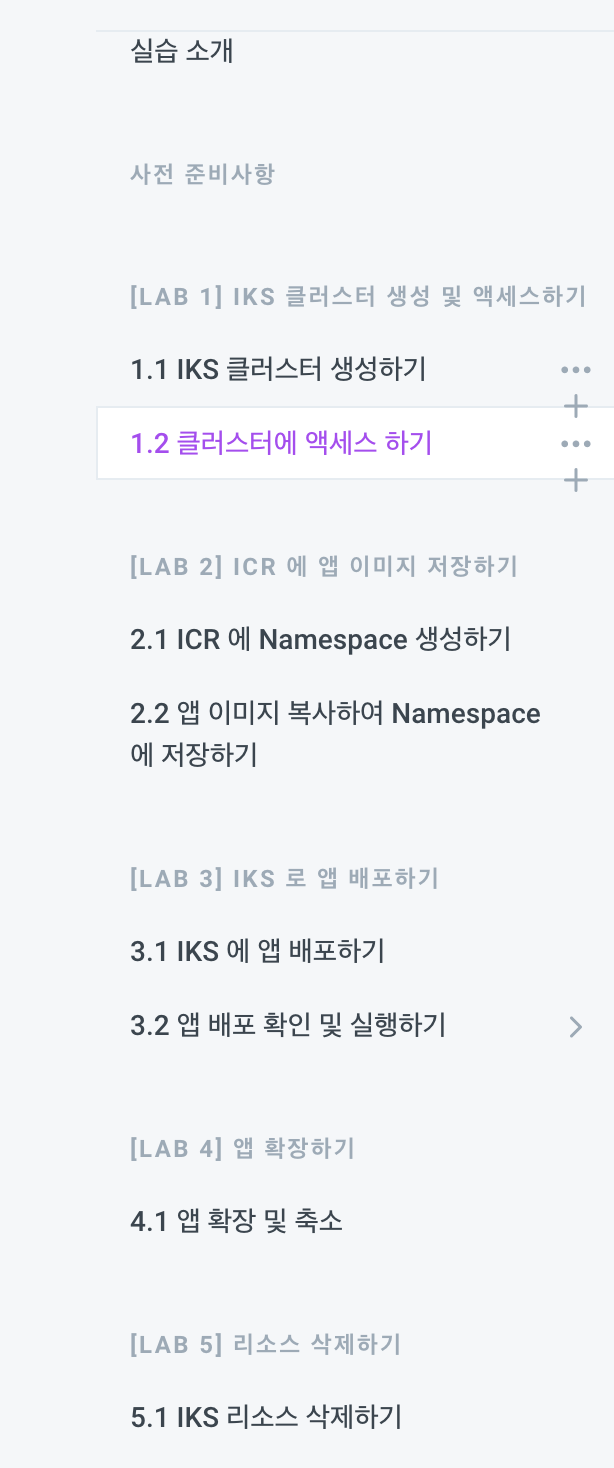 실습 소개
사전 준비사항
[LAB 1] IKS 클러스터 생성 및 액세스하기
1.1 IKS 클러스터 생성하기
1.2 클러스터에 액세스 하기
[LAB 2] ICR 에 앱 이미지 저장하기
2.1 ICR 에 Namespace 생성하기
2.2 앱 이미지 복사하여 Namespace
에 저장하기
[LAB 3] IKS 로 앱 배포하기
3.1 IKS 에 앱 배포하기
3.2 앱 배포 확인 및 실행하기
[LAB 4] 앱 확장하기
4.1 앱 확장 및 축소
[LAB 5] 리소스 삭제하기
5.1 IKS 리소스 삭제하기